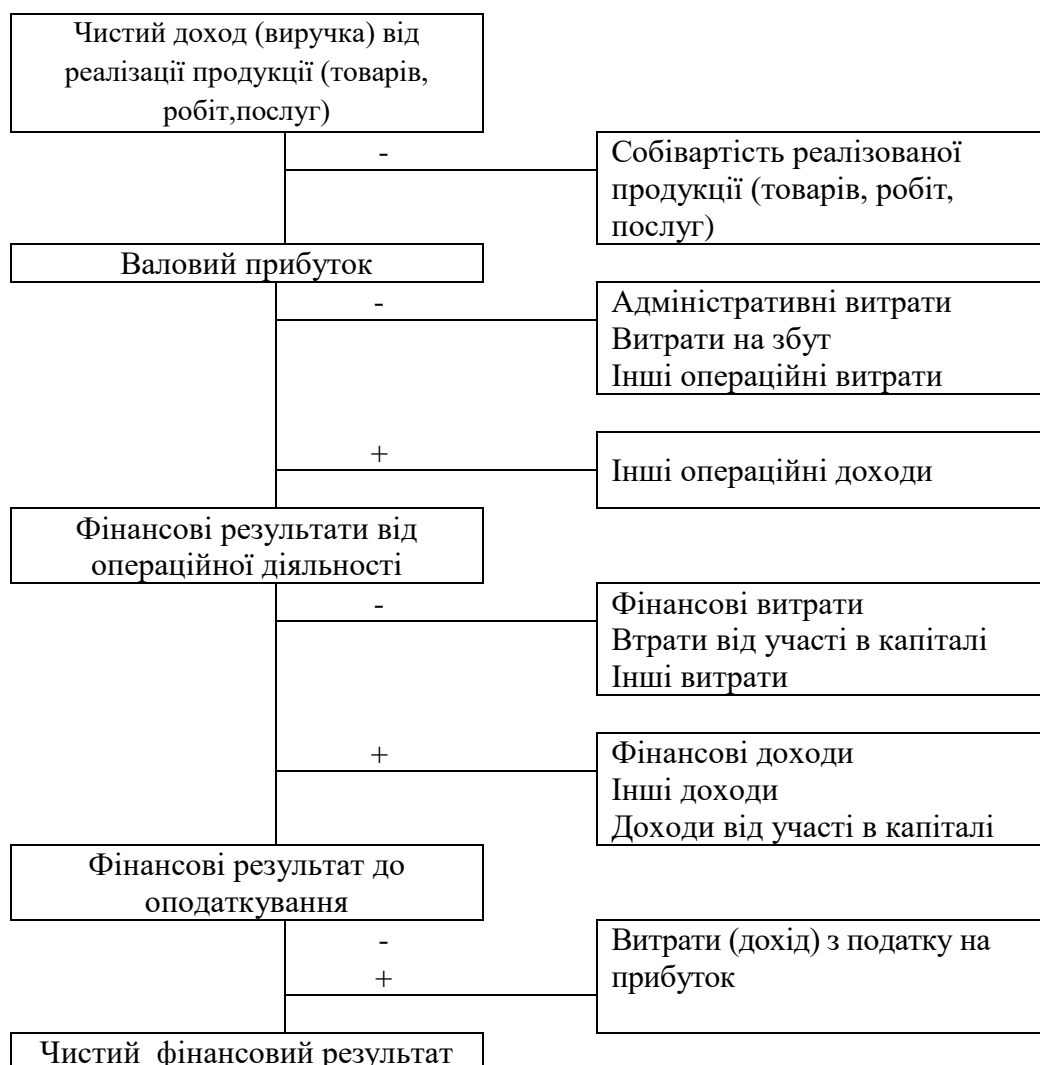 Чистий доход (виручка) від
реалізації продукції (товарів,
робіт,послуг)
-
Собівартість реалізованої
продукції (товарів, робіт,
послуг)
Валовий прибуток
-
Адміністративні витрати
Витрати на збут
Інші операційні витрати
+
Інші операційні доходи
Фінансові результати від
операційної діяльності
-
Фінансові витрати
Втрати від участі в капіталі
Інші витрати
+
Фінансові доходи
Інші доходи
Доходи від участі в капіталі
Фінансові результат до
оподаткування
-
+
Витрати (дохід) з податку на
прибуток
Чистий фінансовий результат